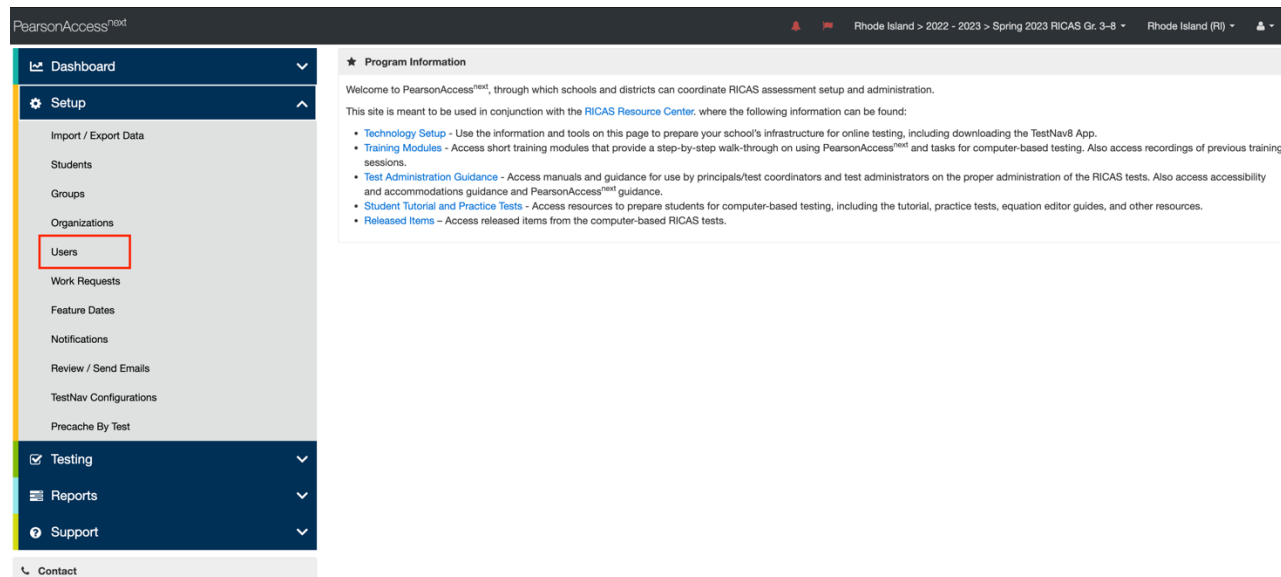 PearsonAccessnext
Rhode Island > 2022 - 2023 > Spring 2023 RICAS Gr. 3–8
Rhode Island (RI)
Dashboard
Setup
Import / Export Data
Students
Groups
Organizations
Users
Work Requests
Feature Dates
Notifications
Review / Send Emails
TestNav Configurations
Precache By Test
Testing
Reports
Support
Contact
Program Information
Welcome to PearsonAccessnext, through which schools and districts can coordinate RICAS assessment setup and administration.
This site is meant to be used in conjunction with the RICAS Resource Center. where the following information can be found:
• Technology Setup - Use the information and tools on this page to prepare your school's infrastructure for online testing, including downloading the TestNav8 App.
• Training Modules - Access short training modules that provide a step-by-step walk-through on using PearsonAccessnext and tasks for computer-based testing. Also access recordings of previous training
sessions.
• Test Administration Guidance - Access manuals and guidance for use by principals/test coordinators and test administrators on the proper administration of the RICAS tests. Also access accessibility
and accommodations guidance and PearsonAccessnext guidance.
• Student Tutorial and Practice Tests - Access resources to prepare students for computer-based testing, including the tutorial, practice tests, equation editor guides, and other resources.
• Released Items – Access released items from the computer-based RICAS tests.